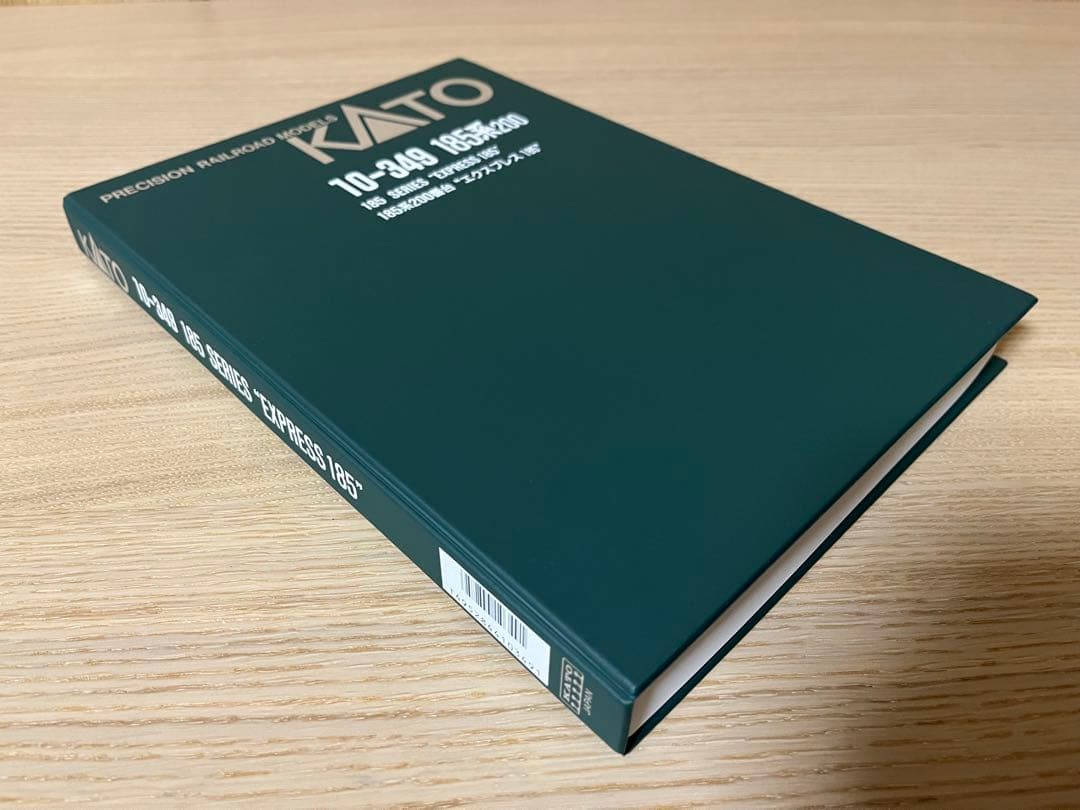 PRECISION RAILROAD MODELS
KATO
10-349 185系200
185 SERIES "EXPRESS 185"
185系200番台 "エクスプレス 185"
KATO 10-349 185 SERIES "EXPRESS 185"
KATO
JAPAN